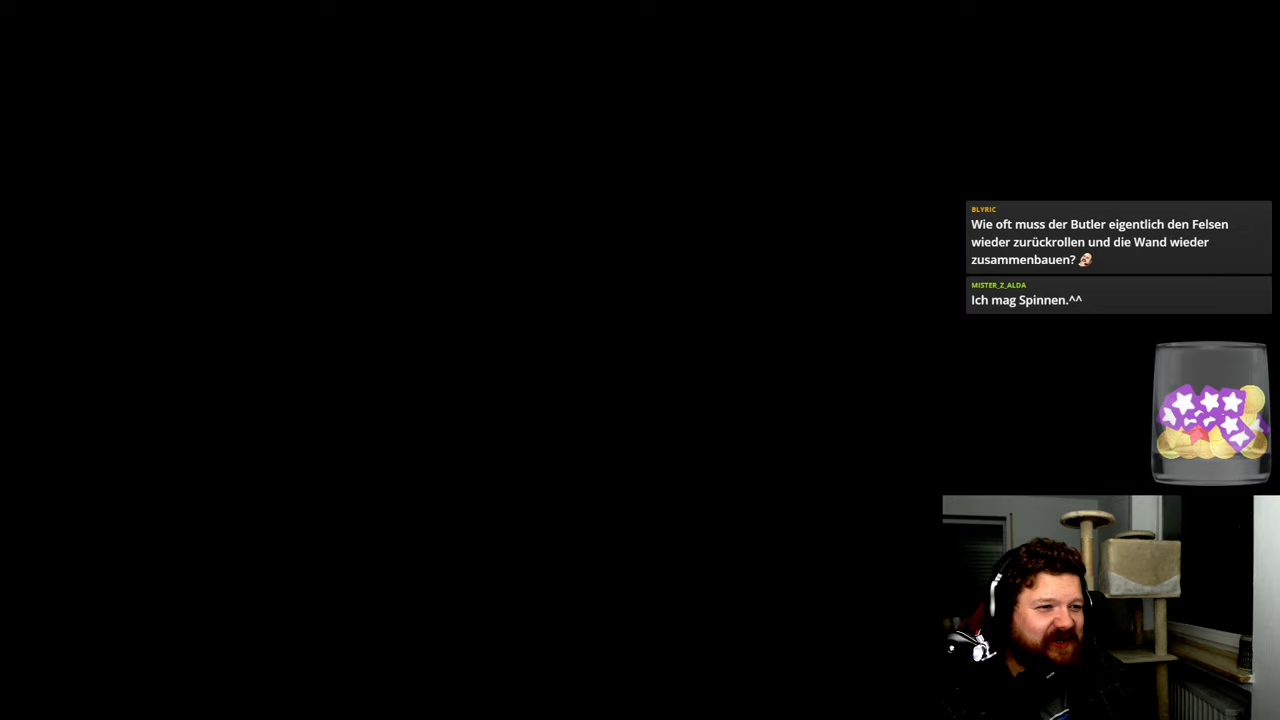 BLYRIC
Wie oft muss der Butler eigentlich den Felsen
wieder zurückrollen und die Wand wieder
zusammenbauen?
MISTER_Z_ALDA
Ich mag Spinnen.^^